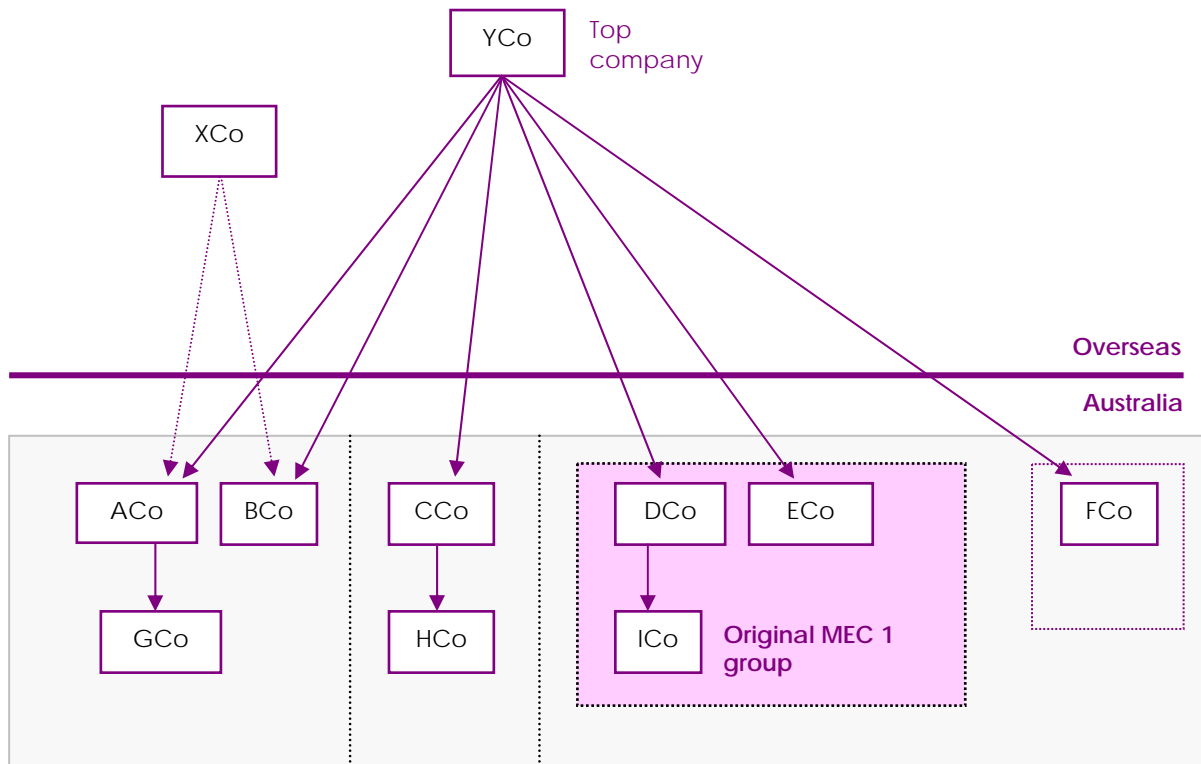 YCo
Top
company
XCo
Overseas
Australia
ACo
BCo
CCo
DCo
ECo
FCo
GCo
HCo
ICo
Original MEC 1
group